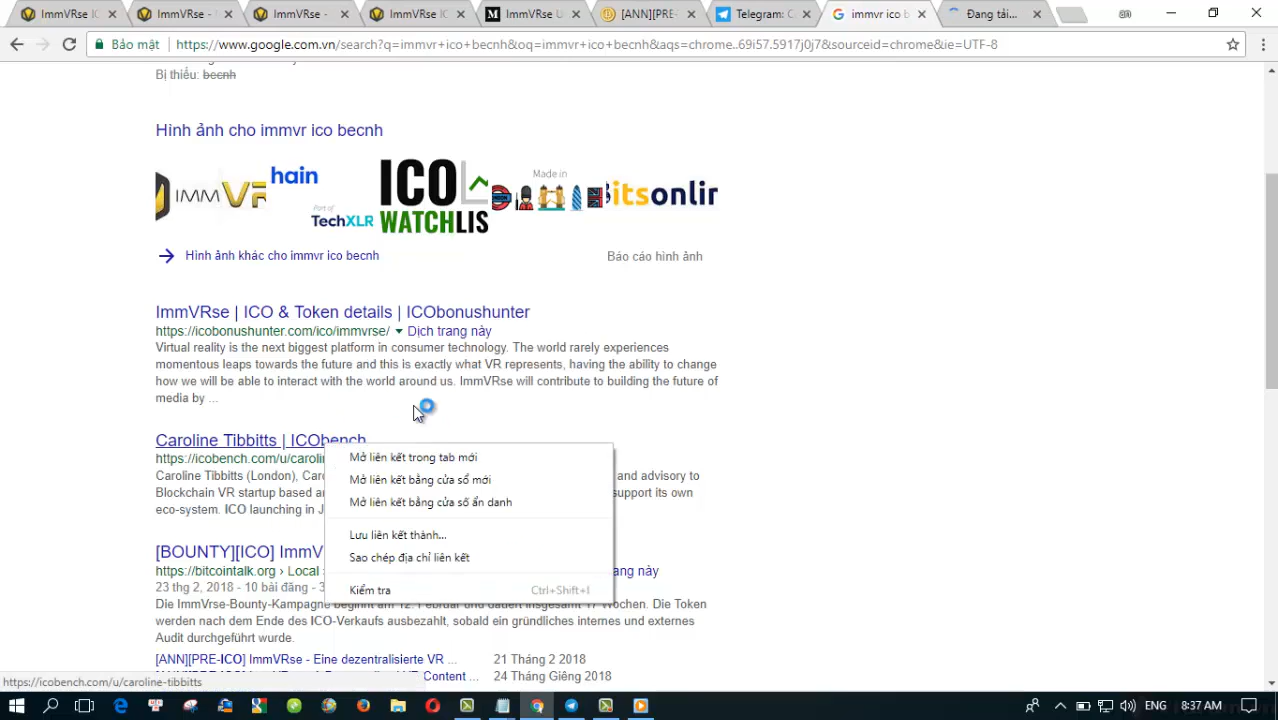 ImmVRse IC
ImmVRse -
ImmVRse -
ImmVRse IC
ImmVRse U
[ANN][PRE-
Telegram: C
immvr ico b
Đang tải...
Bảo mật
https://www.google.com.vn/search?q=immvr+ico+becnh&oq=immvr+ico+becnh&aqs=chrome..69i57.5917j0j7&sourceid=chrome&ie=UTF-8
Bị thiếu: becnh
Hình ảnh cho immvr ico becnh
IMMVR
hain
Part of
TechXLR
ICO
WATCHLIS
Made in
itsonlin
Hình ảnh khác cho immvr ico becnh
Báo cáo hình ảnh
ImmVRse | ICO & Token details | ICObonushunter
https://icobonushunter.com/ico/immvrse/ Dịch trang này
Virtual reality is the next biggest platform in consumer technology. The world rarely experiences
momentous leaps towards the future and this is exactly what VR represents, having the ability to change
how we will be able to interact with the world around us. ImmVRse will contribute to building the future of
media by ...
Caroline Tibbitts | ICObench
https://icobench.com/u/carolin
Caroline Tibbitts (London), Car and advisory to
Blockchain VR startup based an support its own
eco-system. ICO launching in J
Mở liên kết trong tab mới
Mở liên kết bằng cửa sổ mới
Mở liên kết bằng cửa sổ ẩn danh
Lưu liên kết thành...
Sao chép địa chỉ liên kết
Kiểm tra Ctrl+Shift+I
[BOUNTY][ICO] ImmV
https://bitcointalk.org › Local ang này
23 thg 2, 2018 - 10 bài đăng - 3
Die ImmVrse-Bounty-Kampagne beginnt am 12. Februar und dauert insgesamt 17 Wochen. Die Token
werden nach dem Ende des ICO-Verkaufs ausbezahlt, sobald ein gründliches internes und externes
Audit durchgeführt wurde.
[ANN][PRE-ICO] ImmVRse - Eine dezentralisierte VR ... 21 Tháng 2 2018
VR Content ... 24 Tháng Giêng 2018
https://icobench.com/u/caroline-tibbitts
ENG
8:37 AM